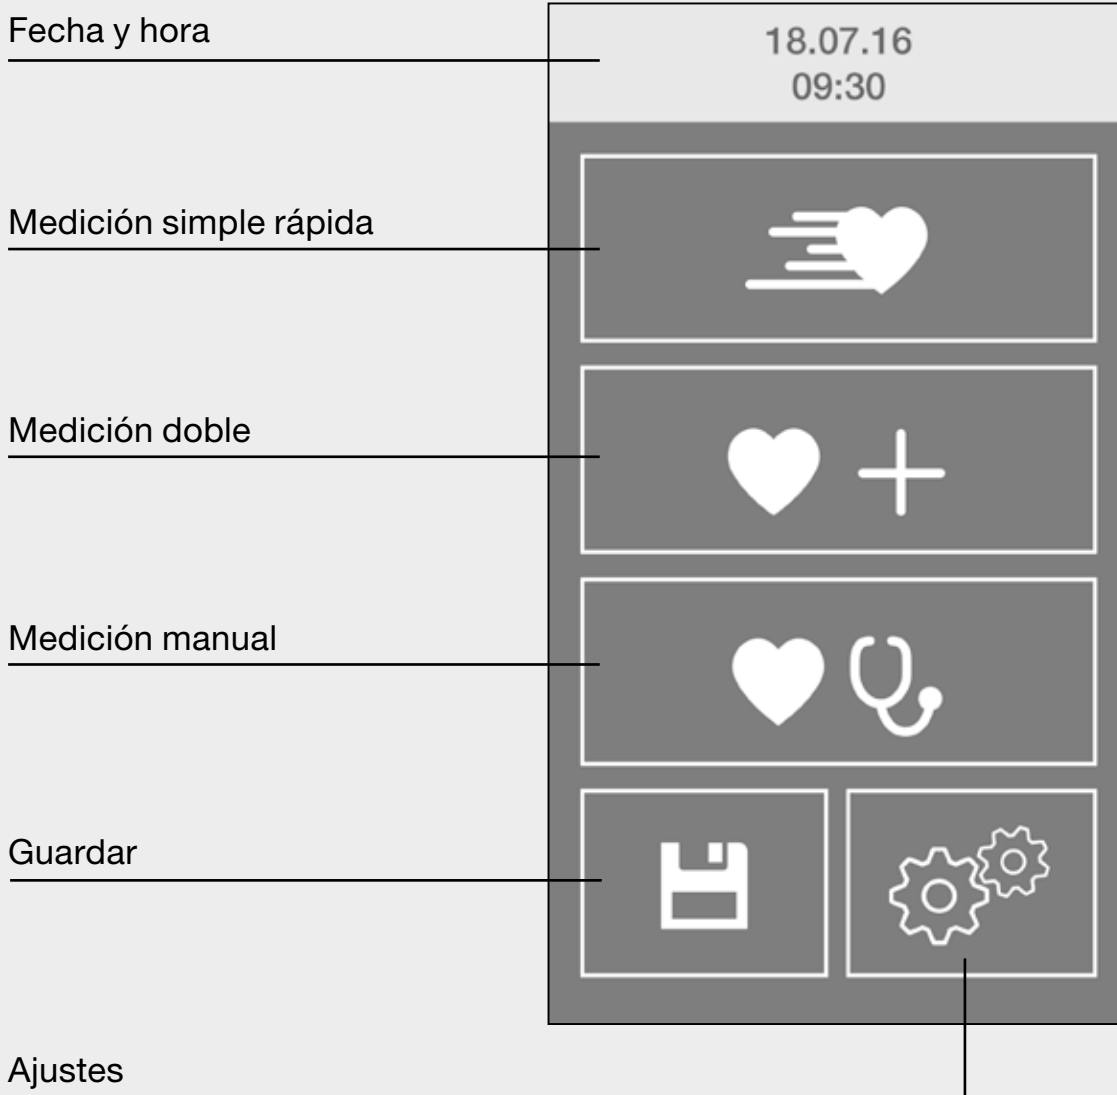 Fecha y hora
18.07.16
09:30
Medición simple rápida
Medición doble
Medición manual
Guardar
Ajustes